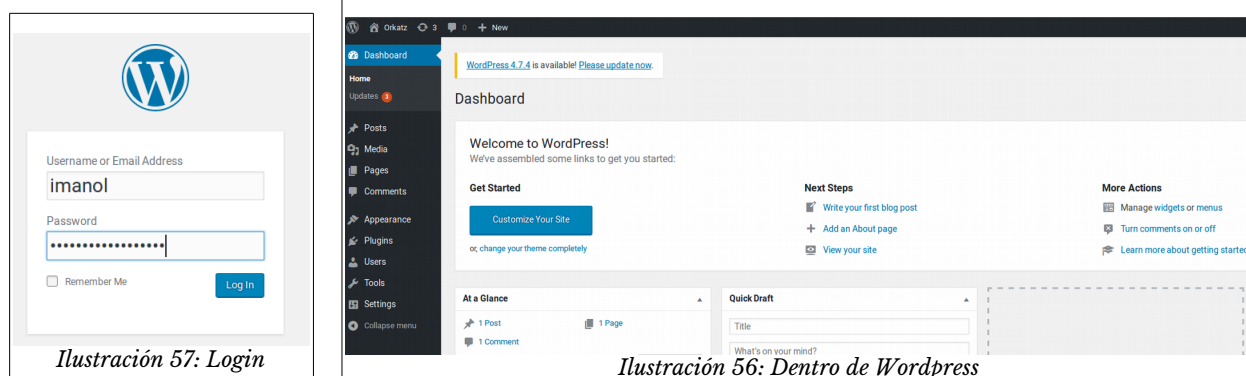 Username or Email Address
imanol
Password
Remember Me
Log In
Ilustración 57: Login
Orkatz 3 0 + New
Dashboard
Home
Updates 3
Posts
Media
Pages
Comments
Appearance
Plugins
Users
Tools
Settings
Collapse menu
WordPress 4.7.4 is available! Please update now.
Dashboard
Welcome to WordPress!
We've assembled some links to get you started:
Get Started
Customize Your Site
or, change your theme completely
Next Steps
Write your first blog post
Add an About page
View your site
More Actions
Manage widgets or menus
Turn comments on or off
Learn more about getting started
At a Glance
1 Post
1 Page
1 Comment
Quick Draft
Title
What's on your mind?
Ilustración 56: Dentro de Wordpress